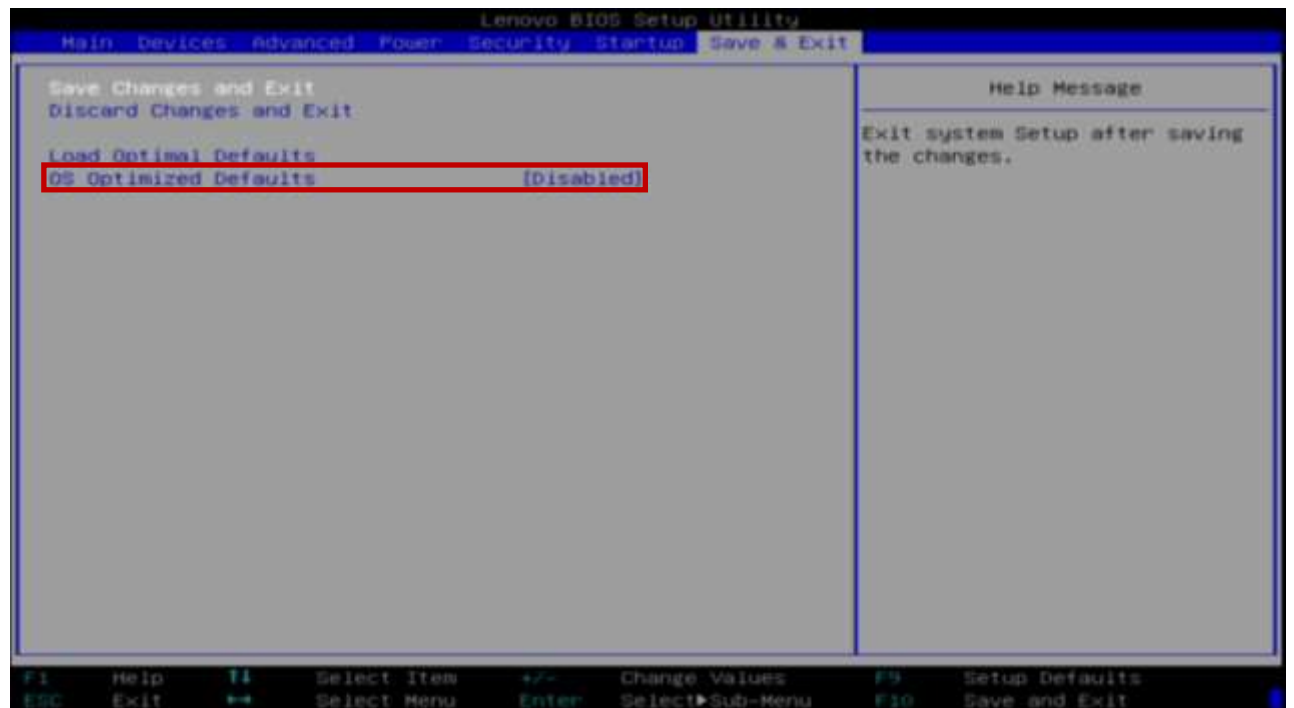 Lenovo BIOS Setup Utility
Main Devices Advanced Power Security Startup Save & Exit
Save Changes and Exit
Discard Changes and Exit
Load Optimal Defaults
OS Optimized Defaults [Disabled]
Help Message
Exit system Setup after saving
the changes.
F1 Help ↑↓ Select Item +/- Change Values F9 Setup Defaults
ESC Exit ←→ Select Menu Enter Select▶Sub-Menu F10 Save and Exit